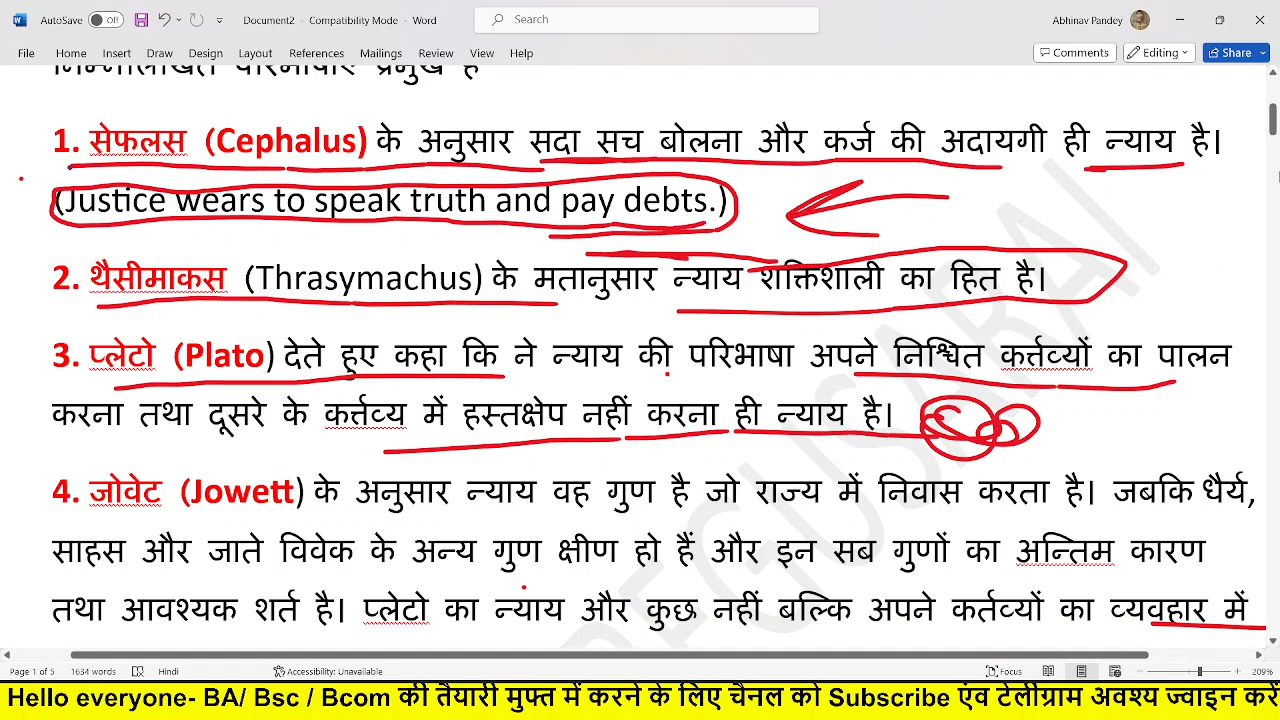 AutoSave Off Document2 - Compatibility Mode - Word Search Abhinav Pandey
File Home Insert Draw Design Layout References Mailings Review View Help Comments Editing Share
निम्नलिखित परिभाषाएं प्रमुख हैं
1. सेफलस (Cephalus) के अनुसार सदा सच बोलना और कर्ज की अदायगी ही न्याय है।
(Justice wears to speak truth and pay debts.)
2. थैसीमाकस (Thrasymachus) के मतानुसार न्याय शक्तिशाली का हित है।
3. प्लेटो (Plato) देते हुए कहा कि ने न्याय की परिभाषा अपने निश्चित कर्त्तव्यों का पालन
करना तथा दूसरे के कर्त्तव्य में हस्तक्षेप नहीं करना ही न्याय है।
4. जोवेट (Jowett) के अनुसार न्याय वह गुण है जो राज्य में निवास करता है। जबकि धैर्य,
साहस और जाते विवेक के अन्य गुण क्षीण हो हैं और इन सब गुणों का अन्तिम कारण
तथा आवश्यक शर्त है। प्लेटो का न्याय और कुछ नहीं बल्कि अपने कर्तव्यों का व्यवहार में
EGUSARAI
Page 1 of 5 1634 words Hindi Accessibility: Unavailable Focus 209%
Hello everyone- BA/ Bsc / Bcom की तैयारी मुफ्त में करने के लिए चैनल को Subscribe एंव टेलीग्राम अवश्य ज्वाइन करें